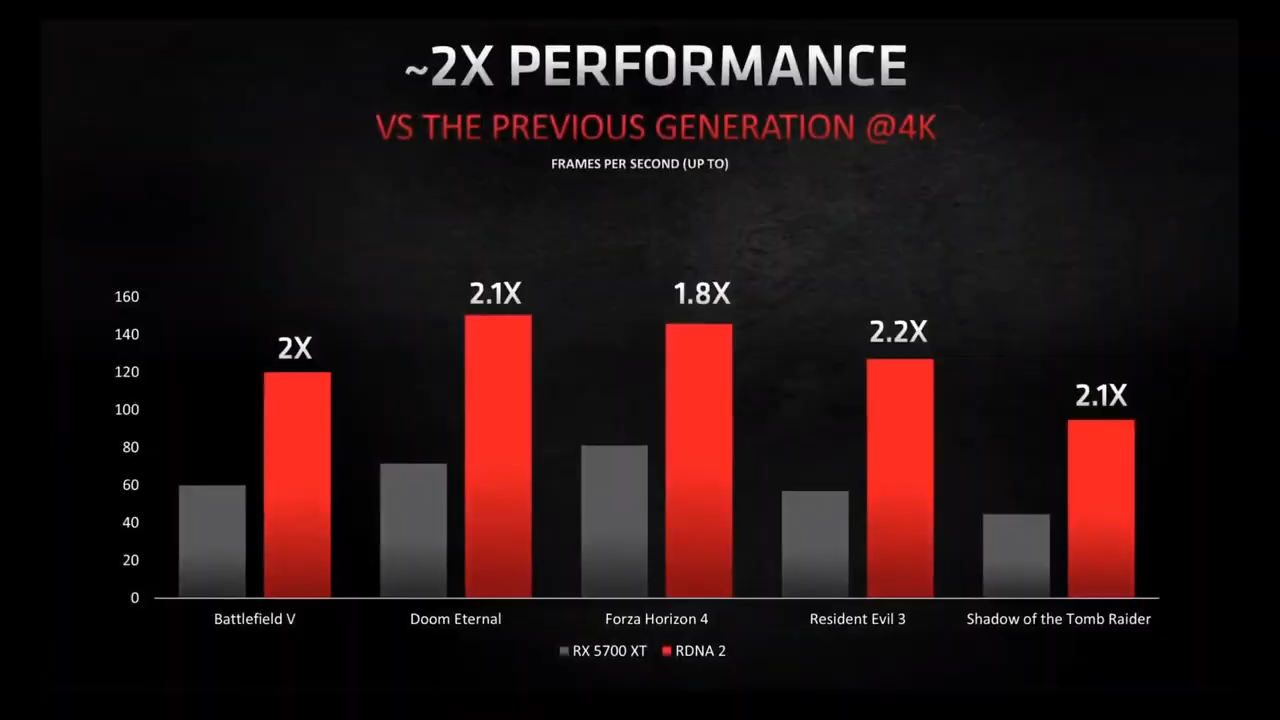 ~2X PERFORMANCE
VS THE PREVIOUS GENERATION @4K
FRAMES PER SECOND (UP TO)
160
140
120
100
80
60
40
20
0
2X
2.1X
1.8X
2.2X
2.1X
Battlefield V
Doom Eternal
Forza Horizon 4
Resident Evil 3
Shadow of the Tomb Raider
RX 5700 XT
RDNA 2